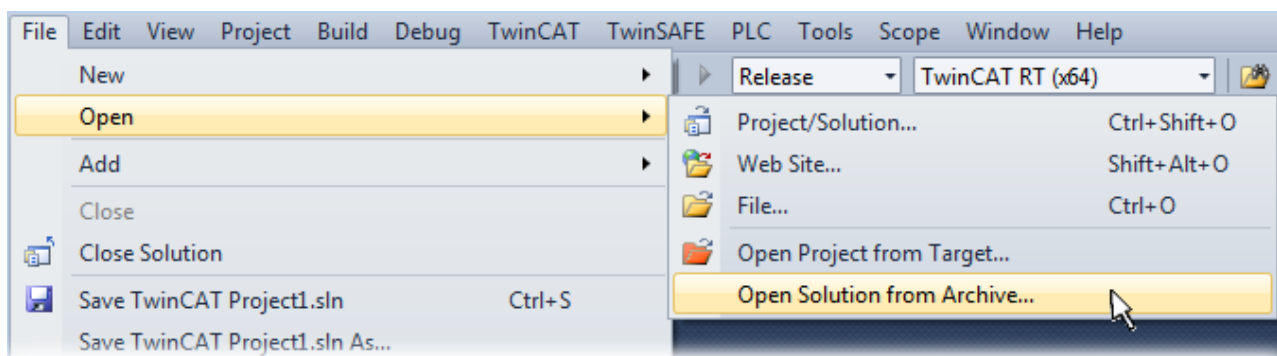 File Edit View Project Build Debug TwinCAT TwinSAFE PLC Tools Scope Window Help
New Release TwinCAT RT (x64)
Open Project/Solution... Ctrl+Shift+O
Add Web Site... Shift+Alt+O
Close File... Ctrl+O
Close Solution Open Project from Target...
Save TwinCAT Project1.sln Ctrl+S Open Solution from Archive...
Save TwinCAT Project1.sln As...